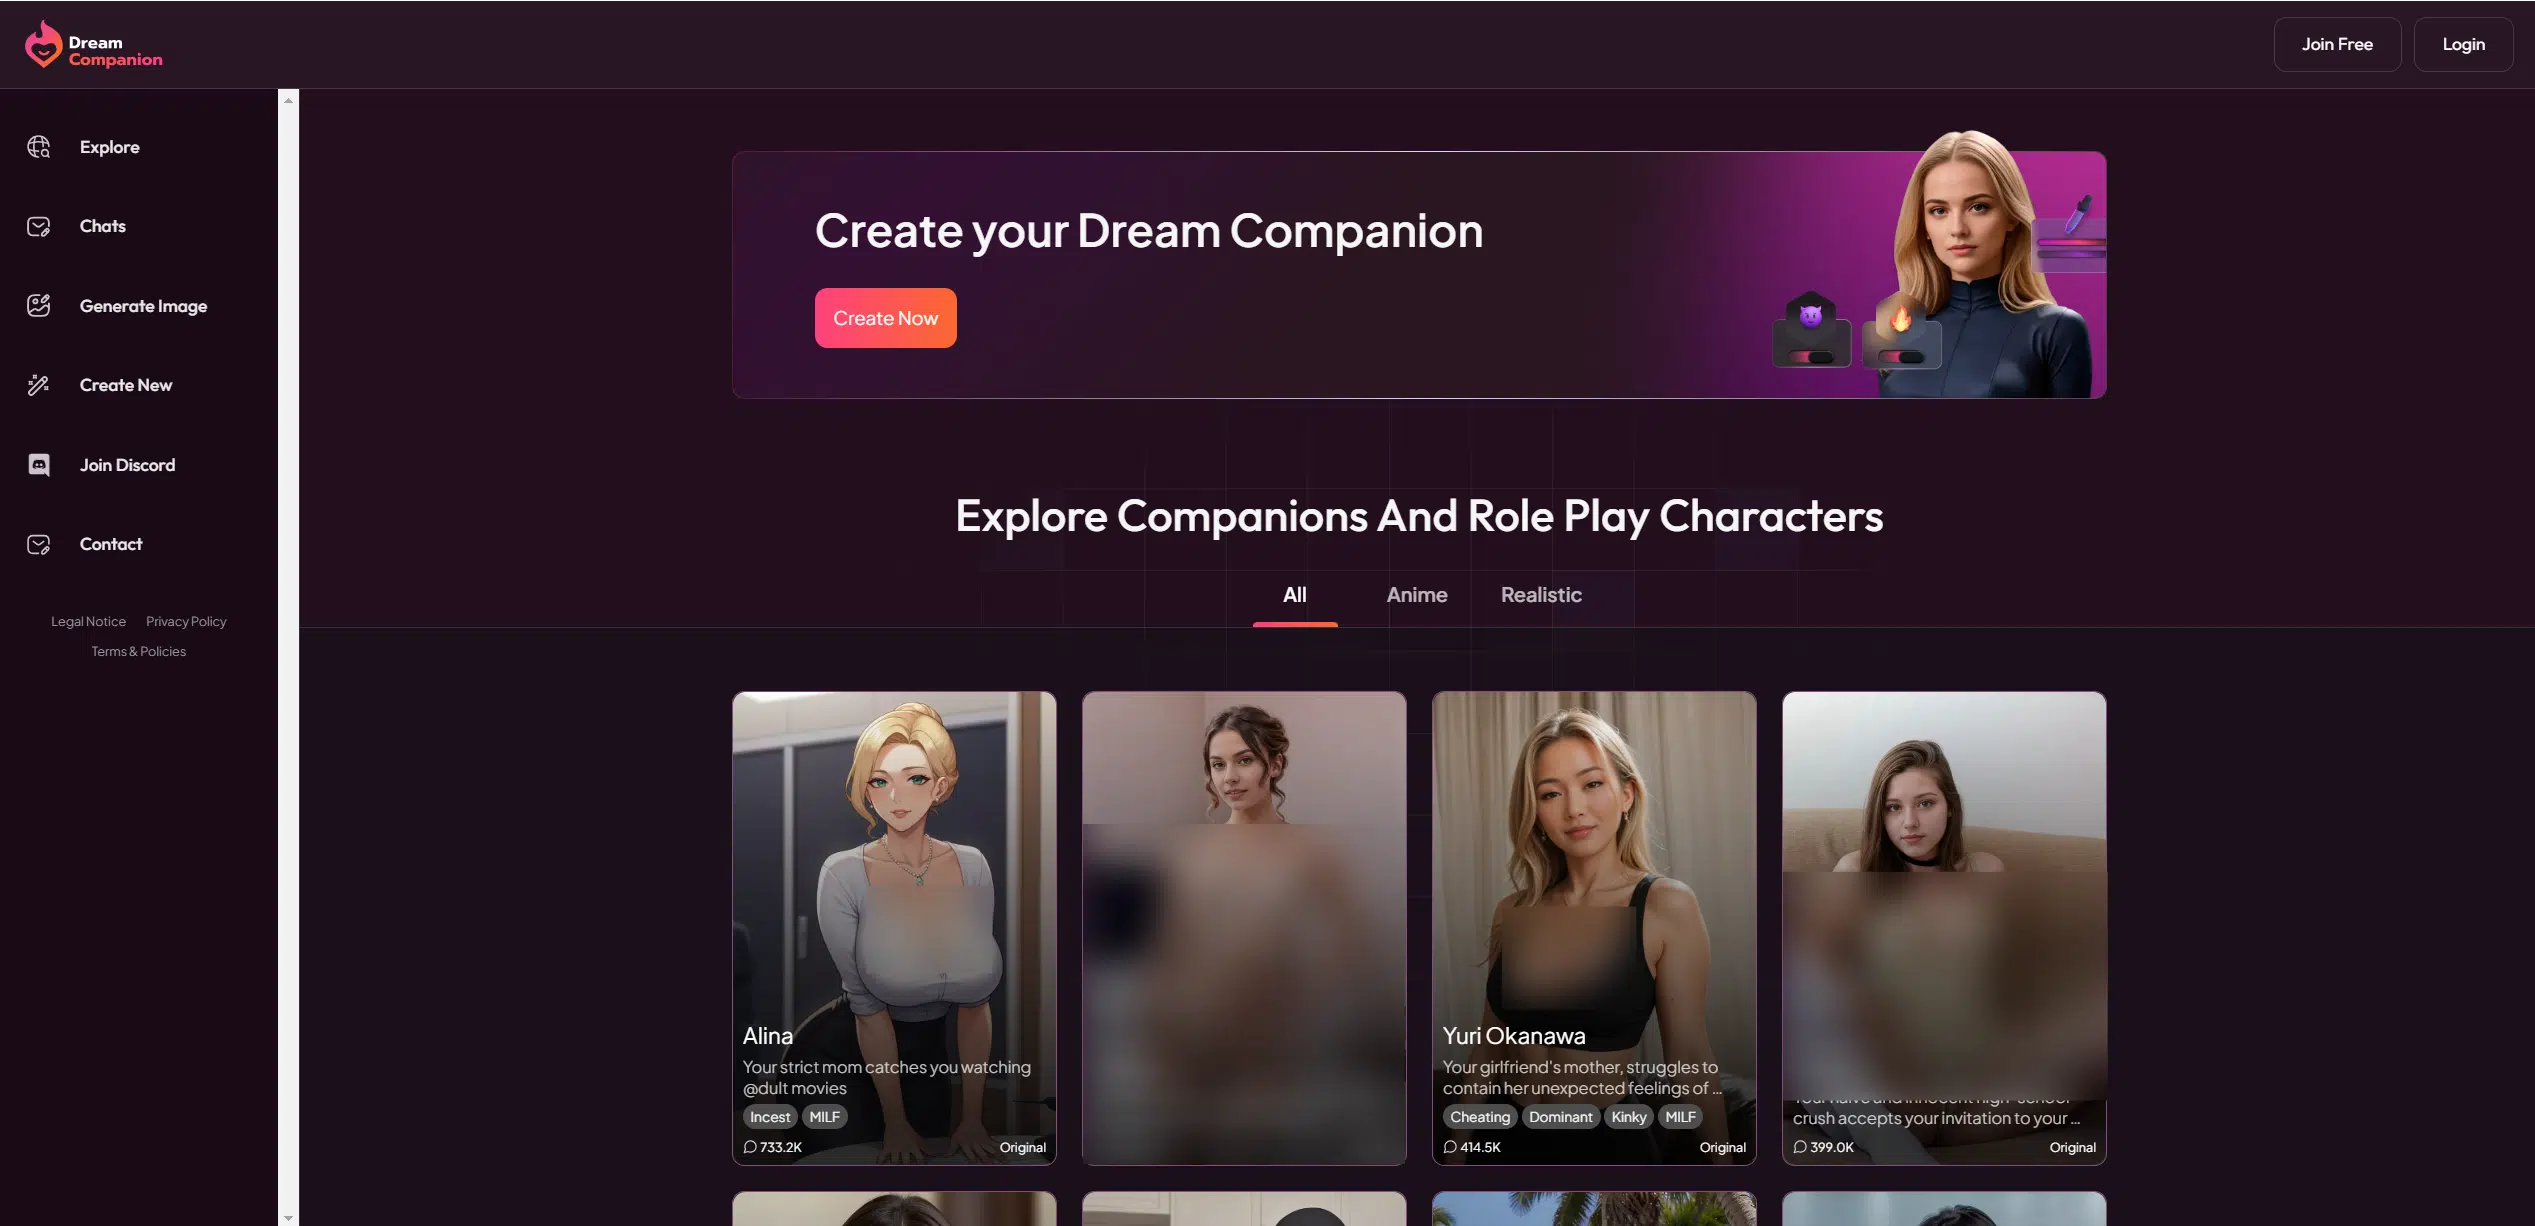 Dream
Companion
Join Free
Login
Explore
Chats
Generate Image
Create New
Join Discord
Contact
Legal Notice
Privacy Policy
Terms & Policies
Create your Dream Companion
Create Now
Explore Companions And Role Play Characters
All
Anime
Realistic
Alina
Your strict mom catches you watching
@dult movies
Incest
MILF
733.2K
Original
Yuri Okanawa
Your girlfriend's mother, struggles to
contain her unexpected feelings of ...
Cheating
Dominant
Kinky
MILF
414.5K
Original
crush accepts your invitation to your ...
399.0K
Original